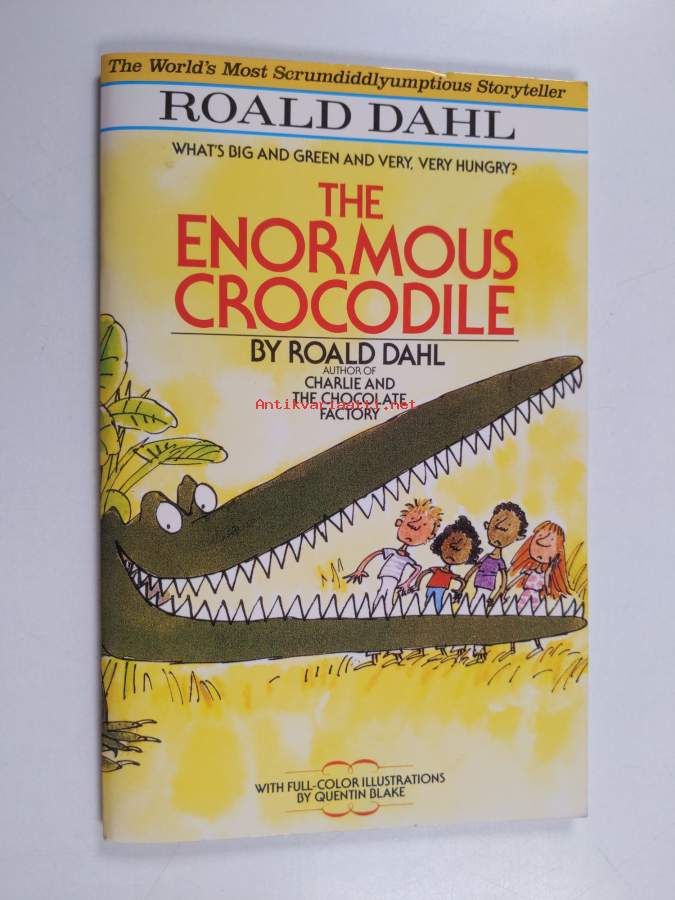 The World's Most Scrumdiddlyumptious Storyteller
ROALD DAHL
WHAT'S BIG AND GREEN AND VERY, VERY HUNGRY?
THE
ENORMOUS
CROCODILE
BY ROALD DAHL
AUTHOR OF
CHARLIE AND
THE CHOCOLATE
Antikvariaatti.net
FACTORY
WITH FULL-COLOR ILLUSTRATIONS
BY QUENTIN BLAKE